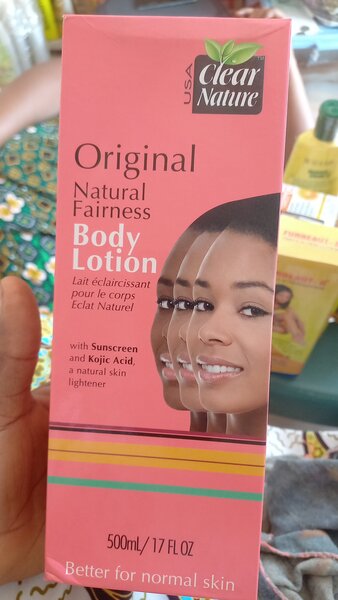 USA
Clear
Nature
TM
Original
Natural
Fairness
Body
Lotion
Lait éclaircissant
pour le corps
Eclat Naturel
with Sunscreen
and Kojic Acid,
a natural skin
lightener
500mL/17 FL OZ
Better for normal skin